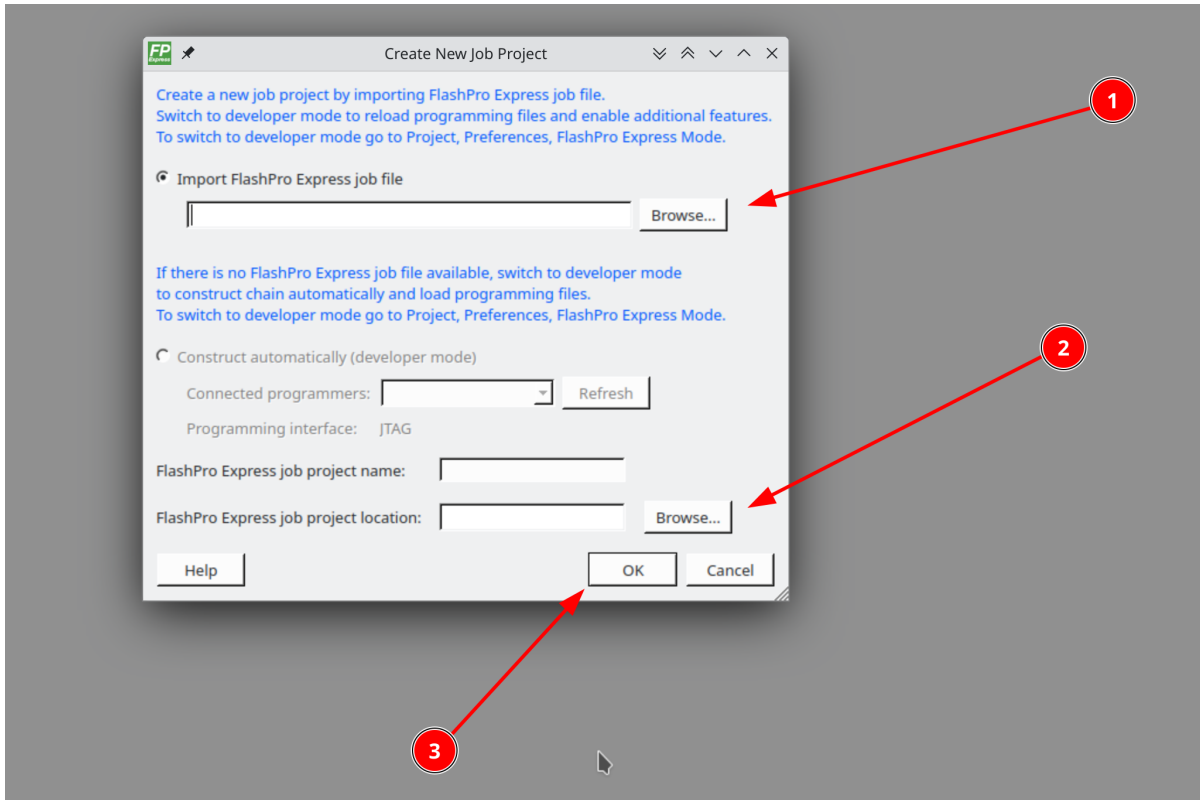 FP
Express
Create New Job Project
Create a new job project by importing FlashPro Express job file.
Switch to developer mode to reload programming files and enable additional features.
To switch to developer mode go to Project, Preferences, FlashPro Express Mode.
1
Import FlashPro Express job file
Browse...
If there is no FlashPro Express job file available, switch to developer mode
to construct chain automatically and load programming files.
To switch to developer mode go to Project, Preferences, FlashPro Express Mode.
2
Construct automatically (developer mode)
Connected programmers:
Refresh
Programming interface: JTAG
FlashPro Express job project name:
FlashPro Express job project location:
Browse...
Help
OK
Cancel
3